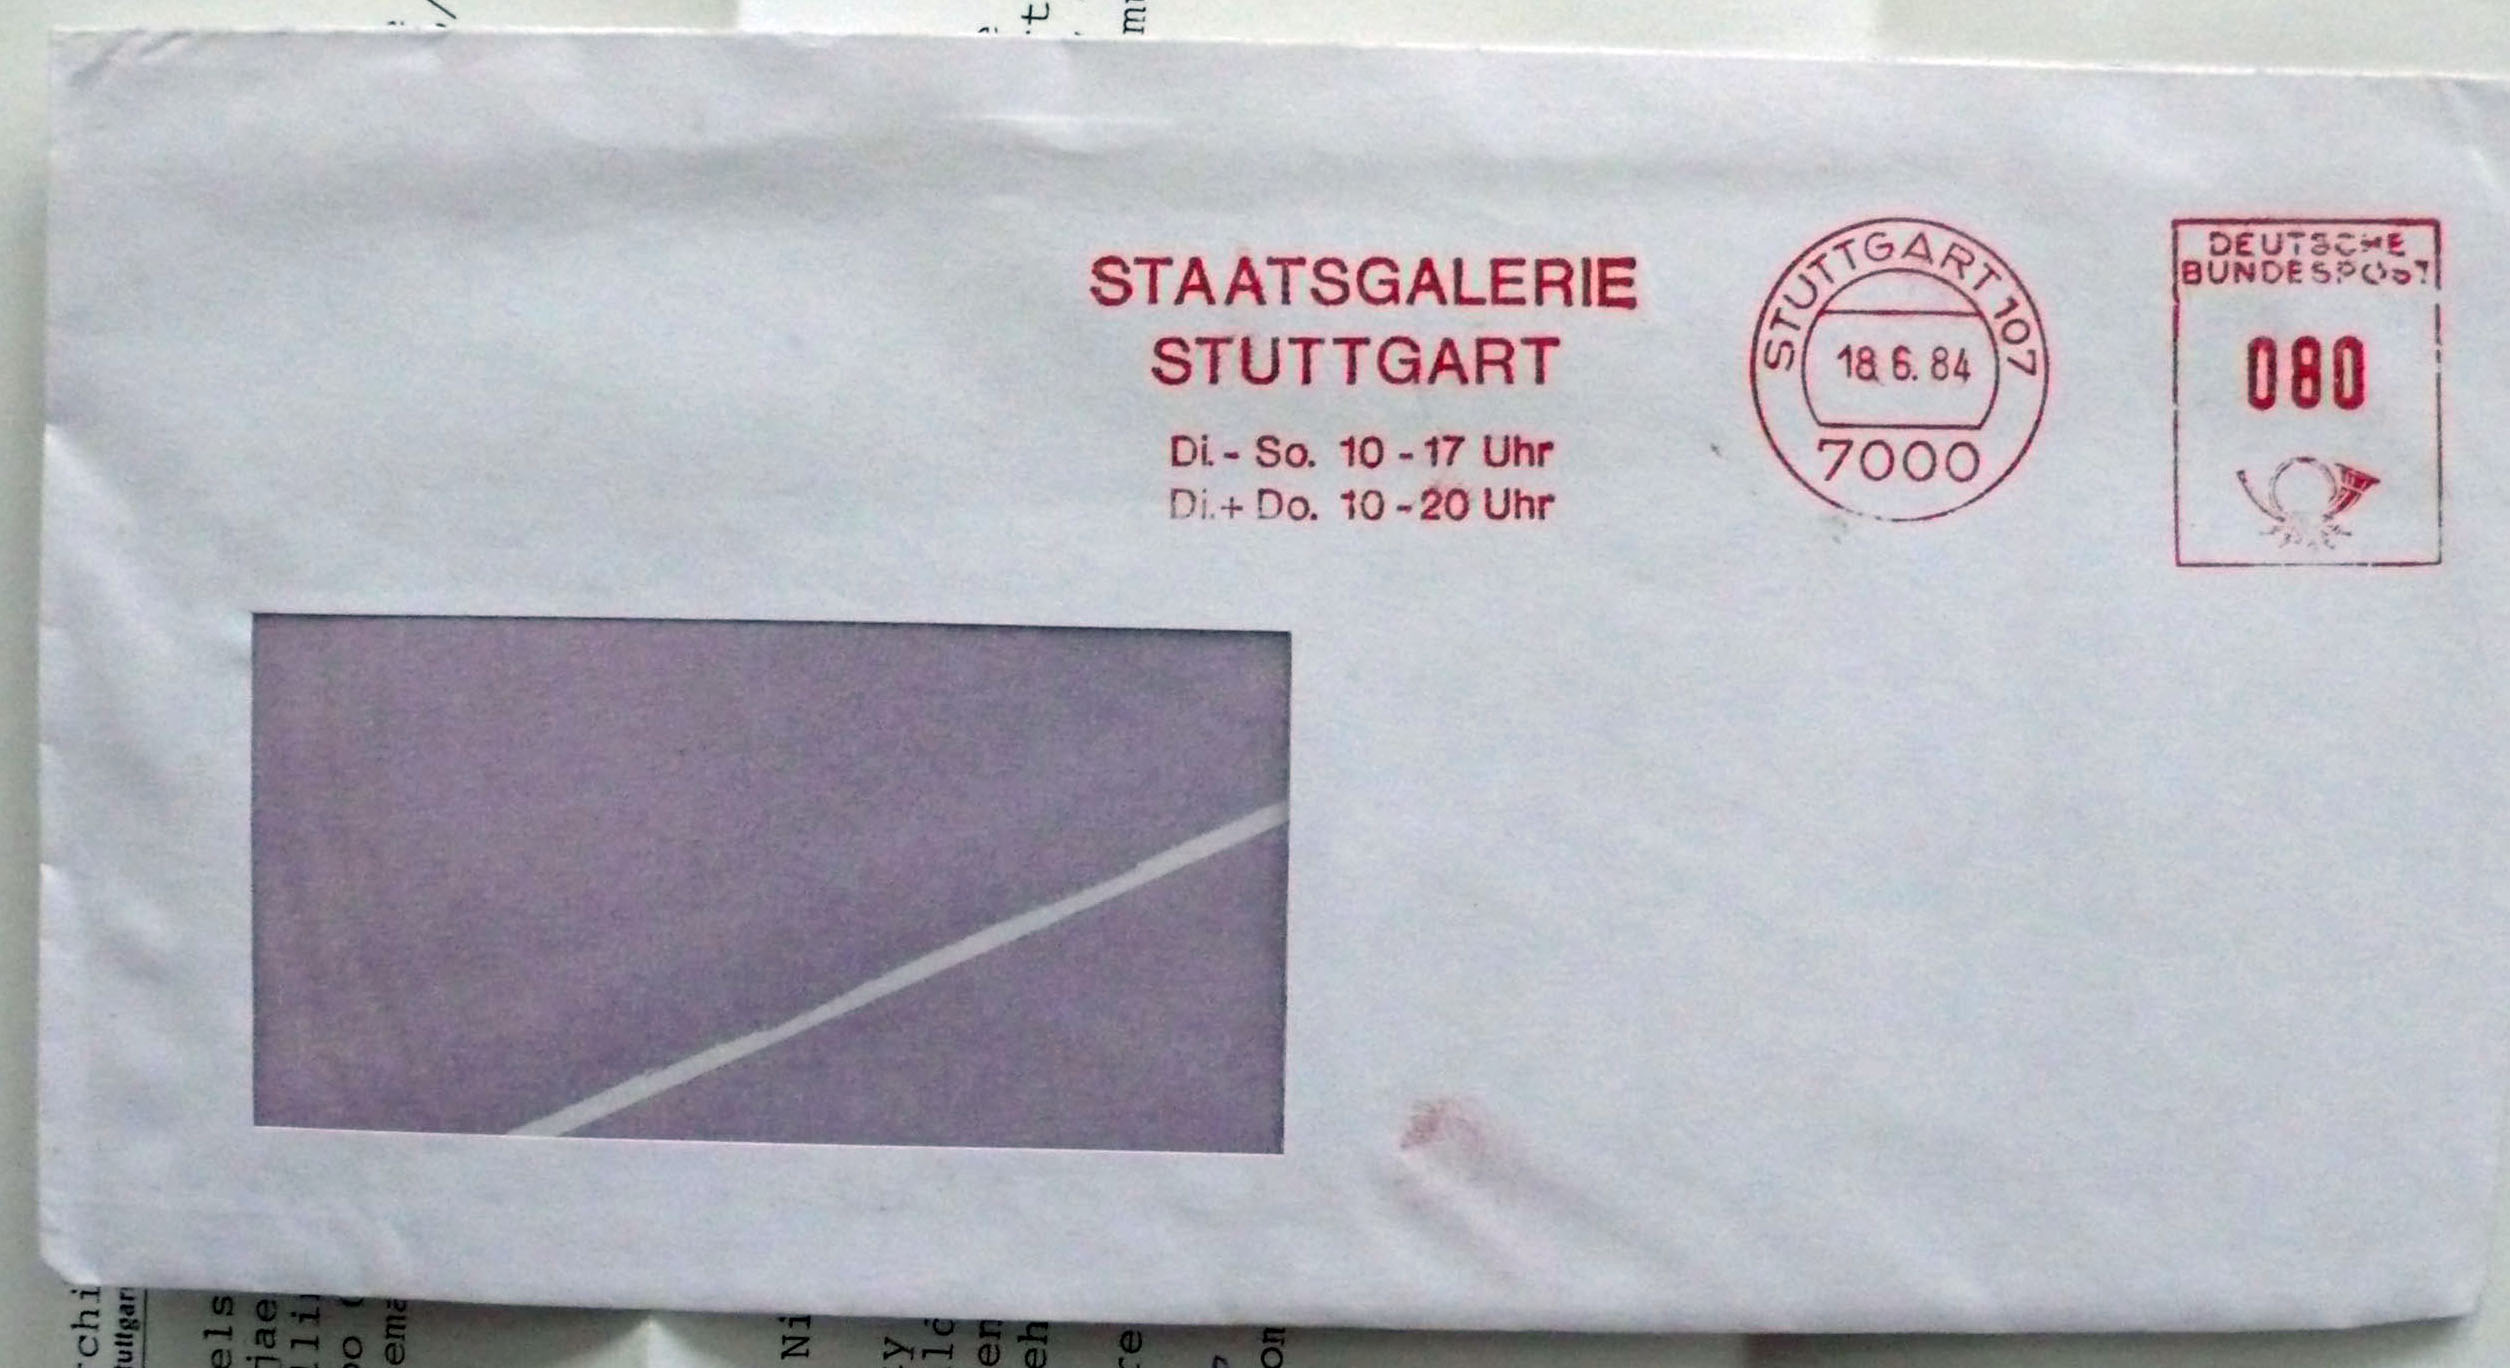 STAATSGALERIE
STUTTGART
Di. - So. 10 - 17 Uhr
Di. + Do. 10 - 20 Uhr
STUTTGART 107
18.6.84
7000
DEUTSCHE
BUNDESPOST
080